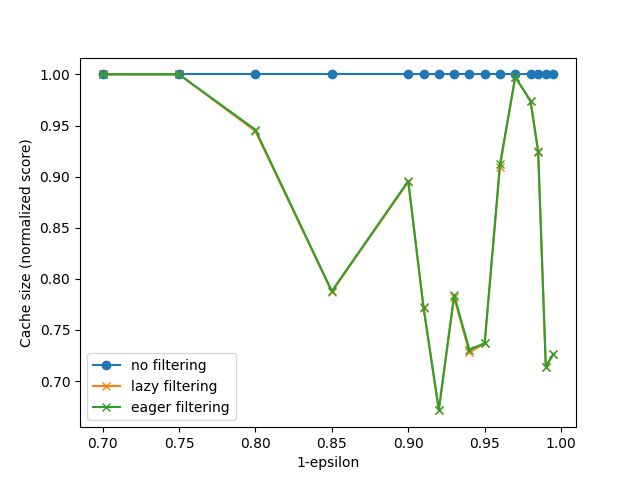 1.00
0.95
0.90
0.85
0.80
0.75
0.70
Cache size (normalized score)
no filtering
lazy filtering
eager filtering
0.70 0.75 0.80 0.85 0.90 0.95 1.00
1-epsilon